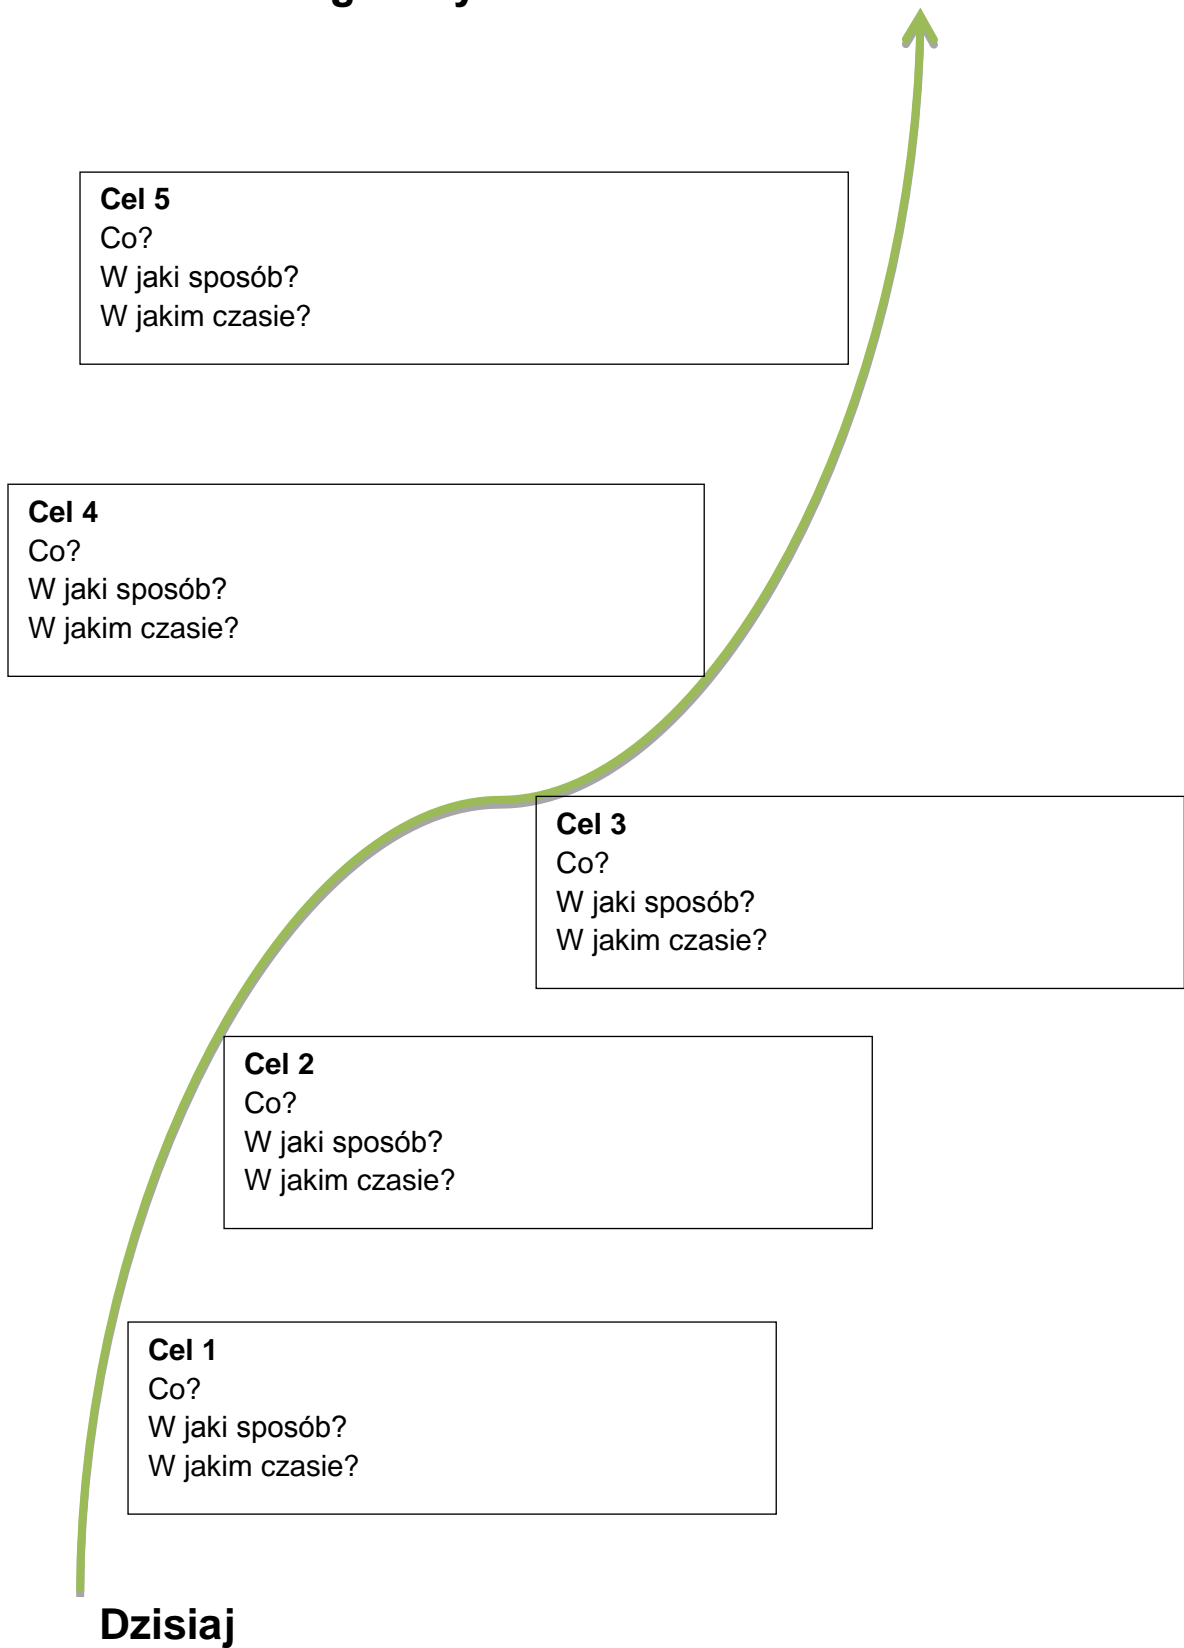 Cel 5
Co?
W jaki sposób?
W jakim czasie?
Cel 4
Co?
W jaki sposób?
W jakim czasie?
Cel 3
Co?
W jaki sposób?
W jakim czasie?
Cel 2
Co?
W jaki sposób?
W jakim czasie?
Cel 1
Co?
W jaki sposób?
W jakim czasie?
Dzisiaj